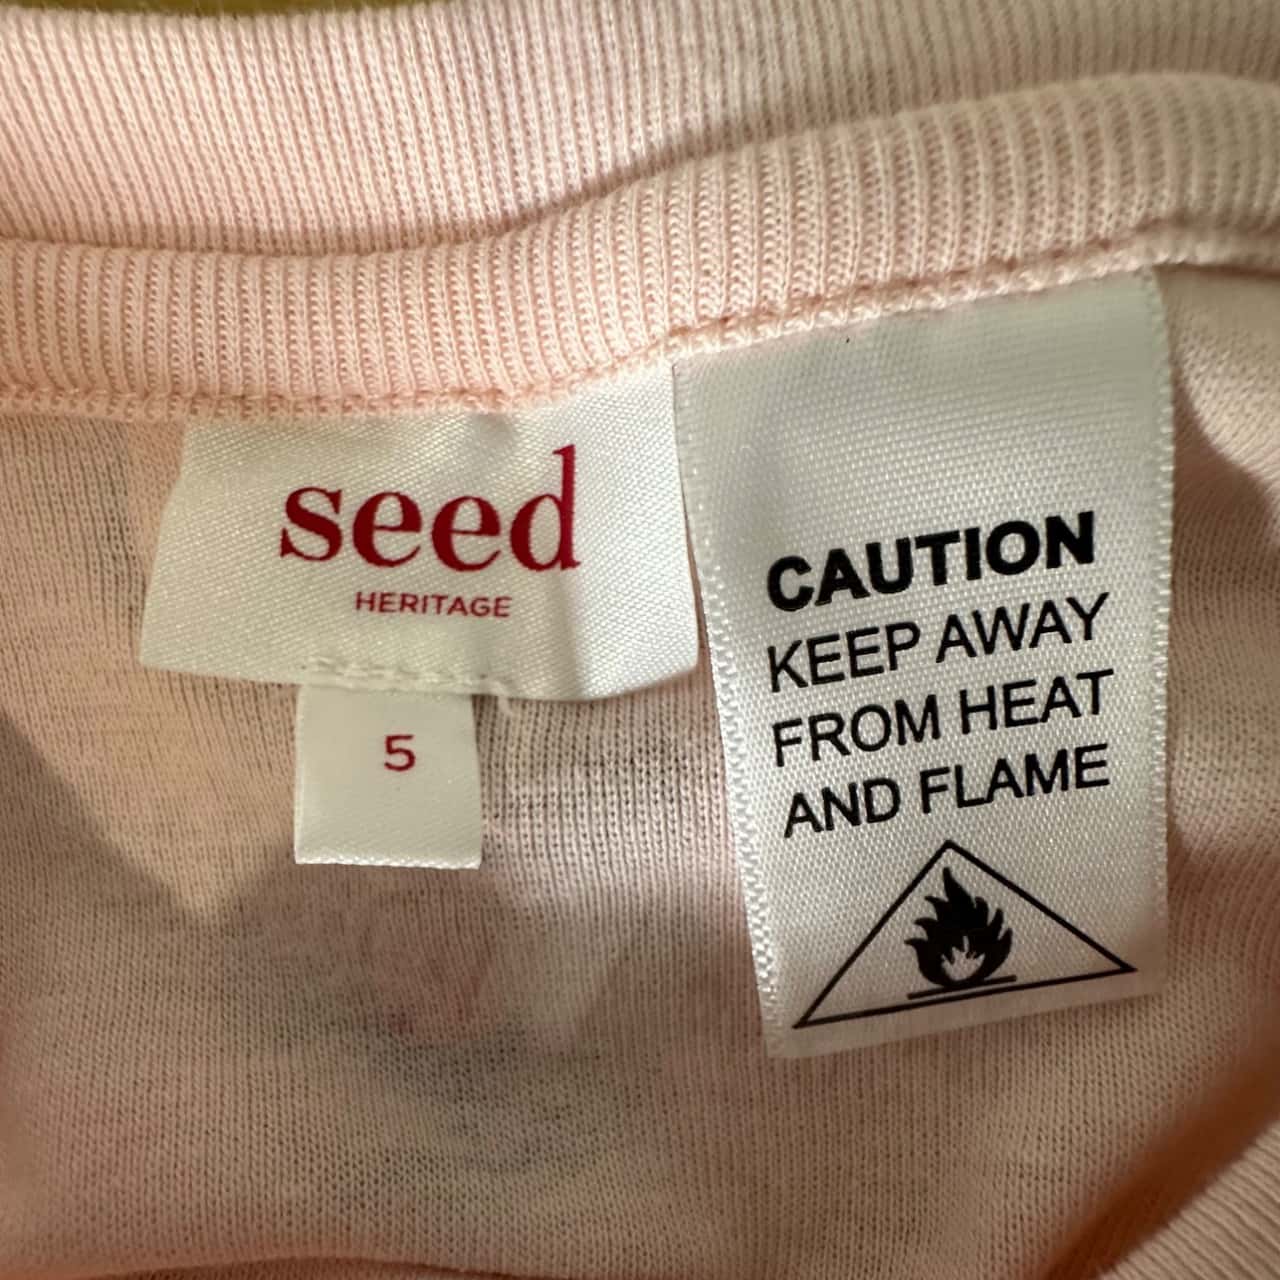 seed
HERITAGE
5
CAUTION
KEEP AWAY
FROM HEAT
AND FLAME